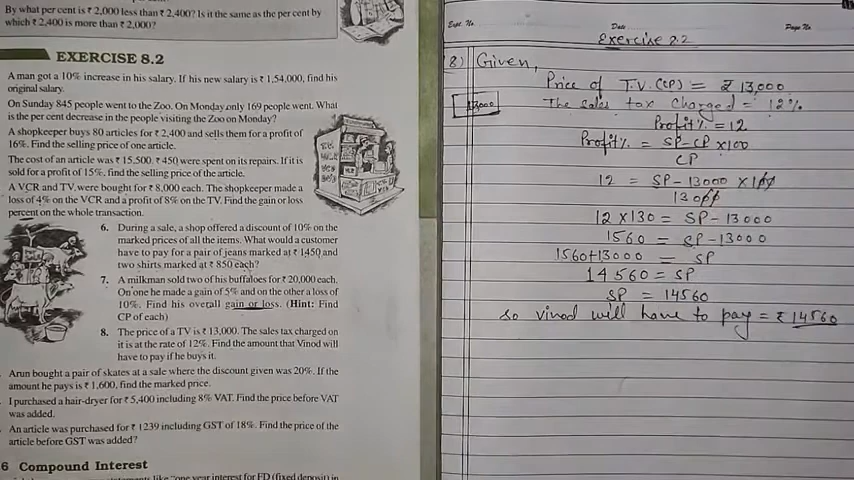 By what per cent is ₹ 2,000 less than ₹ 2,400? Is it the same as the per cent by
which ₹ 2,400 is more than ₹ 2,000?
EXERCISE 8.2
A man got a 10% increase in his salary. If his new salary is ₹ 1,54,000, find his
original salary.
On Sunday 845 people went to the Zoo. On Monday only 169 people went. What
is the per cent decrease in the people visiting the Zoo on Monday?
A shopkeeper buys 80 articles for ₹ 2,400 and sells them for a profit of
16%. Find the selling price of one article.
The cost of an article was ₹ 15,500. ₹ 450 were spent on its repairs. If it is
sold for a profit of 15%, find the selling price of the article.
A VCR and TV were bought for ₹ 8,000 each. The shopkeeper made a
loss of 4% on the VCR and a profit of 8% on the TV. Find the gain or loss
percent on the whole transaction.
6. During a sale, a shop offered a discount of 10% on the
marked prices of all the items. What would a customer
have to pay for a pair of jeans marked at ₹ 1450 and
two shirts marked at ₹ 850 each?
7. A milkman sold two of his buffaloes for ₹ 20,000 each.
On one he made a gain of 5% and on the other a loss of
10%. Find his overall gain or loss. (Hint: Find
CP of each)
8. The price of a TV is ₹ 13,000. The sales tax charged on
it is at the rate of 12%. Find the amount that Vinod will
have to pay if he buys it.
Arun bought a pair of skates at a sale where the discount given was 20%. If the
amount he pays is ₹ 1,600, find the marked price.
I purchased a hair-dryer for ₹ 5,400 including 8% VAT. Find the price before VAT
was added.
An article was purchased for ₹ 1239 including GST of 18%. Find the price of the
article before GST was added?
6 Compound Interest
statements like "one year interest for FD (fixed deposit) in
Expt. No.
Date
Page No.
Exercise 8.2
8) Given,
Price of T.V. (CP) = ₹ 13,000
13000
The sales tax charged = 12%
Profit% = 12
Profit% = SP-CP ×100
CP
12 = SP-13000 ×100
13000
12×130 = SP-13000
1560 = SP-13000
1560+13000 = SP
14560 = SP
SP = 14560
so vinod will have to pay = ₹ 14560